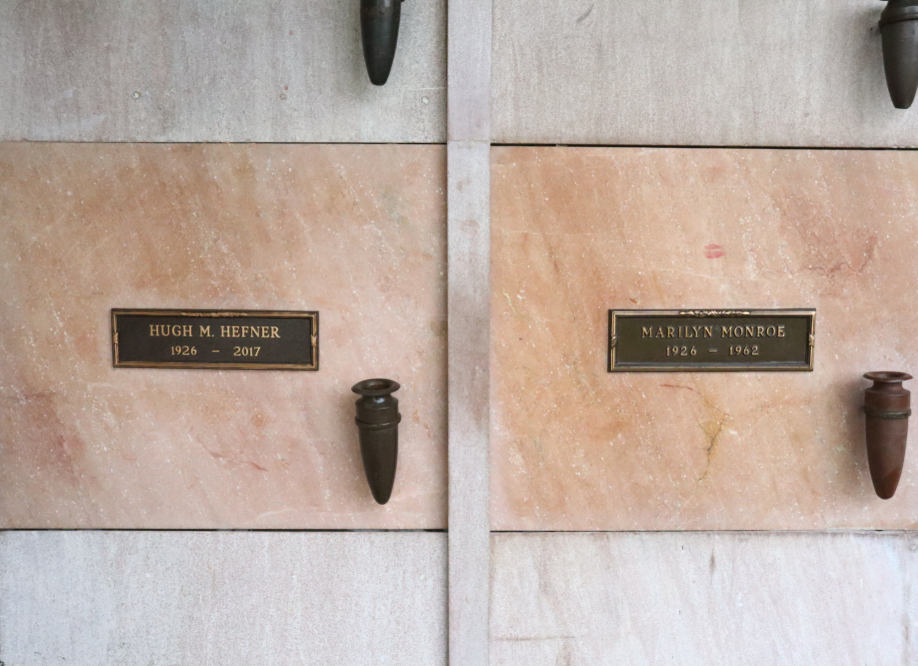 HUGH M. HEFNER
1926 – 2017
MARILYN MONROE
1926 – 1962